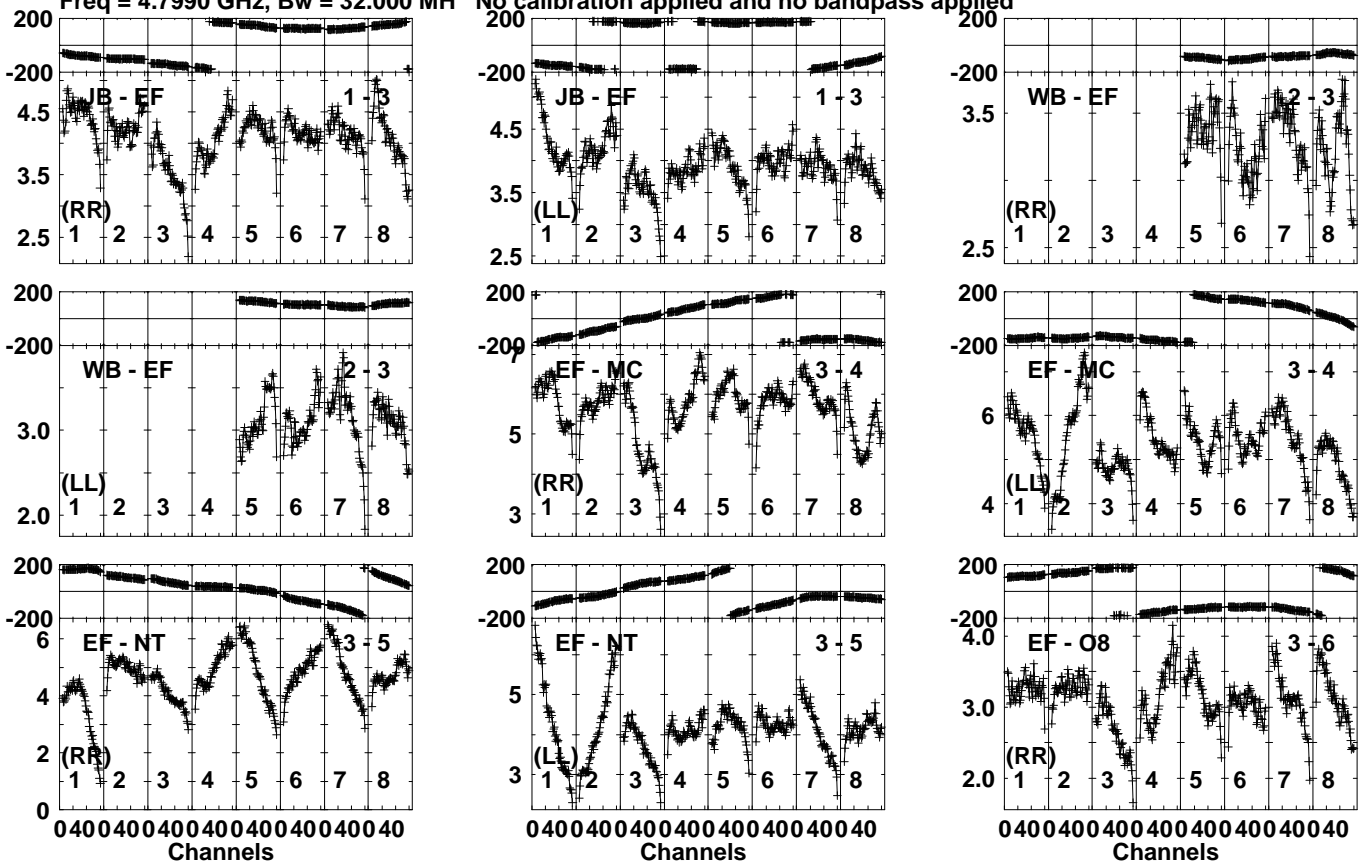 Freq = 4.7990 GHz, Bw = 32.000 MH No calibration applied and no bandpass applied
200
-200
4.5
3.5
2.5
JB - EF
1 - 3
(RR)
1 2 3 4 5 6 7 8
4.5
3.5
2.5
JB - EF
1 - 3
(LL)
1 2 3 4 5 6 7 8
200
-200
3.5
2.5
WB - EF
2 - 3
(RR)
1 2 3 4 5 6 7 8
200
-200
3.0
2.0
WB - EF
2 - 3
(LL)
1 2 3 4 5 6 7 8
200
-200
7
5
3
EF - MC
3 - 4
(RR)
1 2 3 4 5 6 7 8
200
-200
6
4
EF - MC
3 - 4
(LL)
1 2 3 4 5 6 7 8
200
-200
6
4
2
0
EF - NT
3 - 5
(RR)
1 2 3 4 5 6 7 8
0 40 0 40 0 40 0 40 0 40 0 40 0 40 0 40
Channels
200
-200
5
3
EF - NT
3 - 5
(LL)
1 2 3 4 5 6 7 8
0 40 0 40 0 40 0 40 0 40 0 40 0 40 0 40
Channels
200
-200
4.0
3.0
2.0
EF - O8
3 - 6
(RR)
1 2 3 4 5 6 7 8
0 40 0 40 0 40 0 40 0 40 0 40 0 40 0 40
Channels